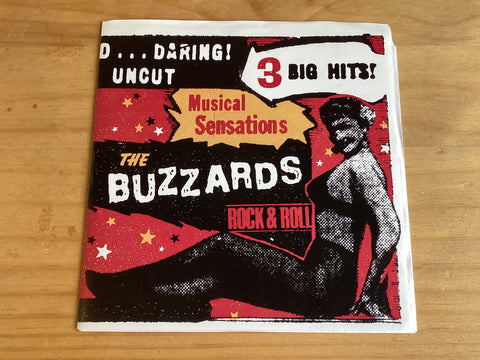 D...DARING!
UNCUT
3 BIG HITS!
Musical
Sensations
THE
BUZZARDS
ROCK & ROLL